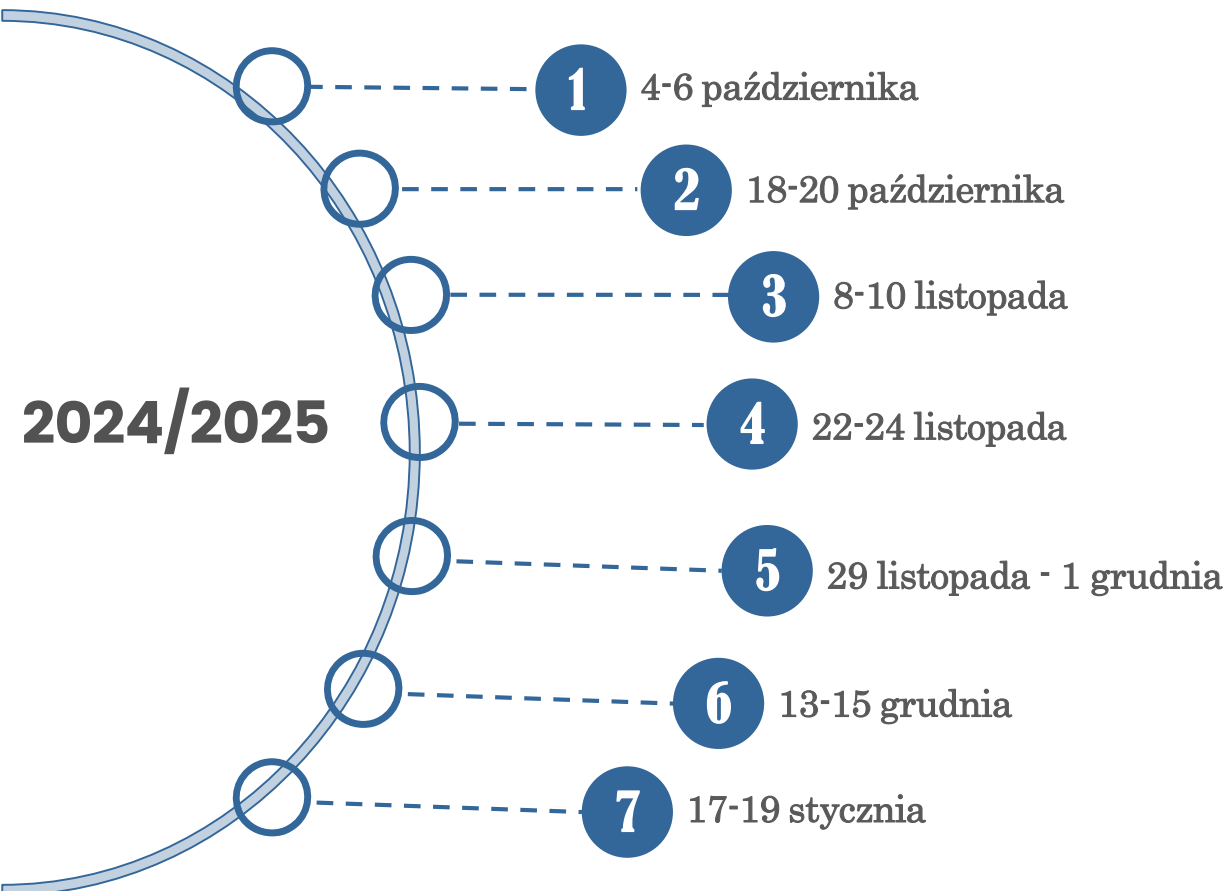 1 4-6 października
2 18-20 października
3 8-10 listopada
2024/2025
4 22-24 listopada
5 29 listopada - 1 grudnia
6 13-15 grudnia
7 17-19 stycznia